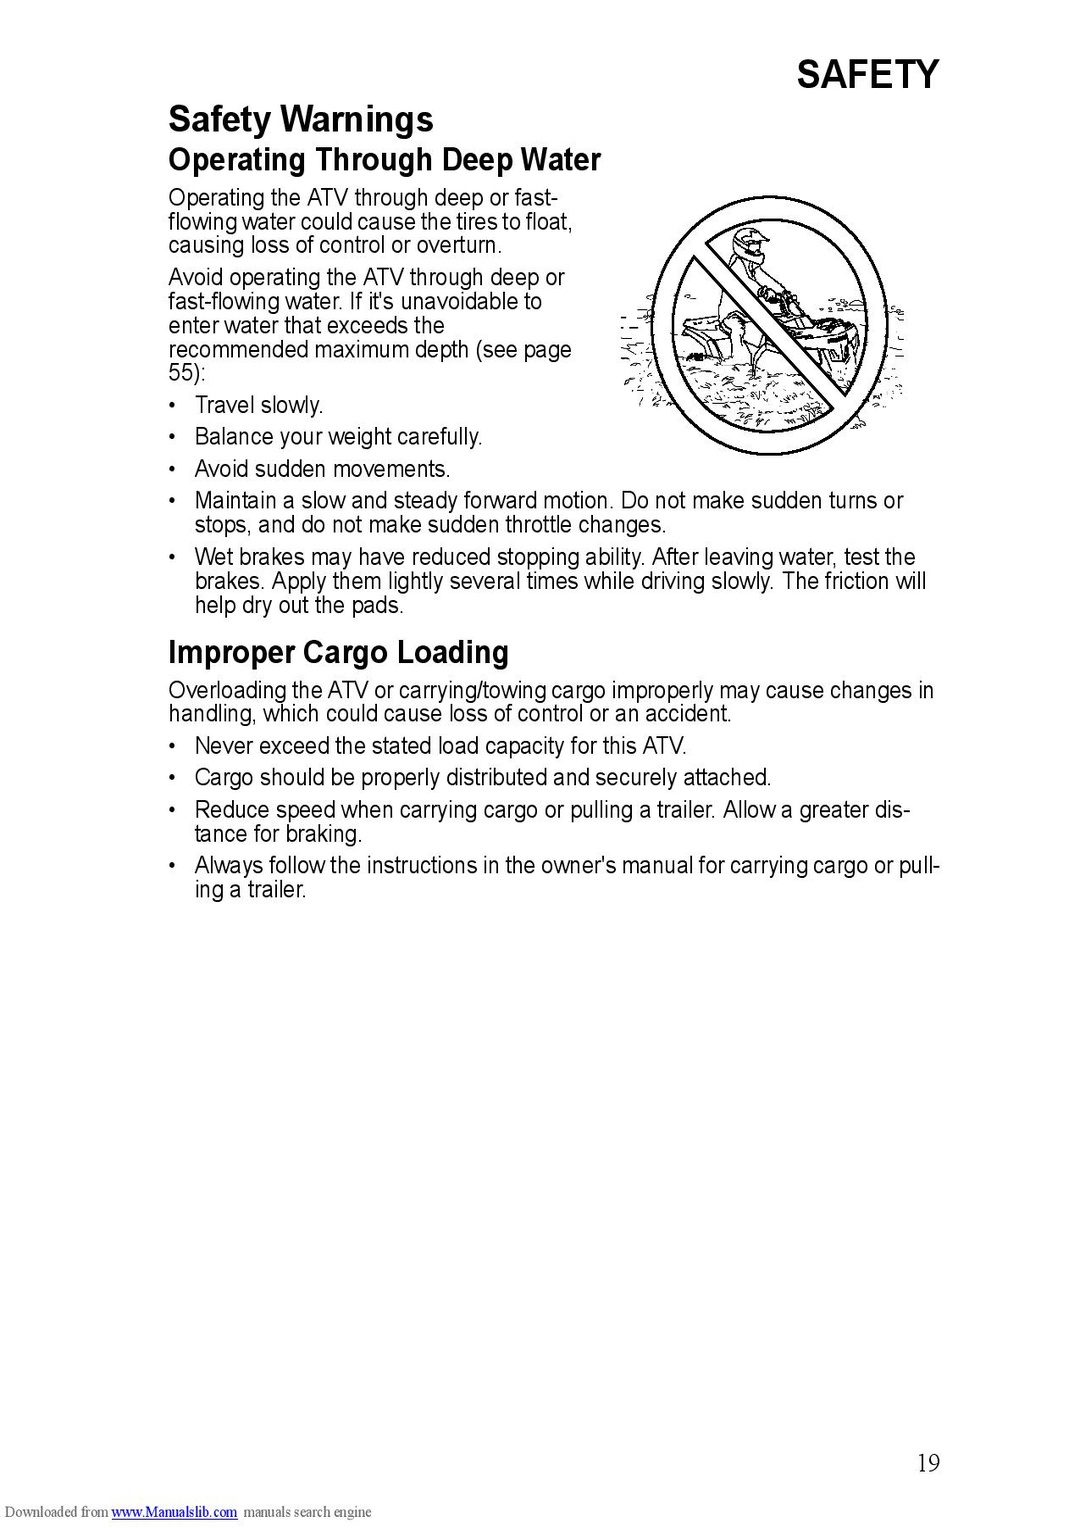 SAFETY
Safety Warnings
Operating Through Deep Water
Operating the ATV through deep or fast-
flowing water could cause the tires to float,
causing loss of control or overturn.
Avoid operating the ATV through deep or
fast-flowing water. If it's unavoidable to
enter water that exceeds the
recommended maximum depth (see page
55):
• Travel slowly.
• Balance your weight carefully.
• Avoid sudden movements.
• Maintain a slow and steady forward motion. Do not make sudden turns or
stops, and do not make sudden throttle changes.
• Wet brakes may have reduced stopping ability. After leaving water, test the
brakes. Apply them lightly several times while driving slowly. The friction will
help dry out the pads.
Improper Cargo Loading
Overloading the ATV or carrying/towing cargo improperly may cause changes in
handling, which could cause loss of control or an accident.
• Never exceed the stated load capacity for this ATV.
• Cargo should be properly distributed and securely attached.
• Reduce speed when carrying cargo or pulling a trailer. Allow a greater dis-
tance for braking.
• Always follow the instructions in the owner's manual for carrying cargo or pull-
ing a trailer.
19
Downloaded from www.Manualslib.com manuals search engine